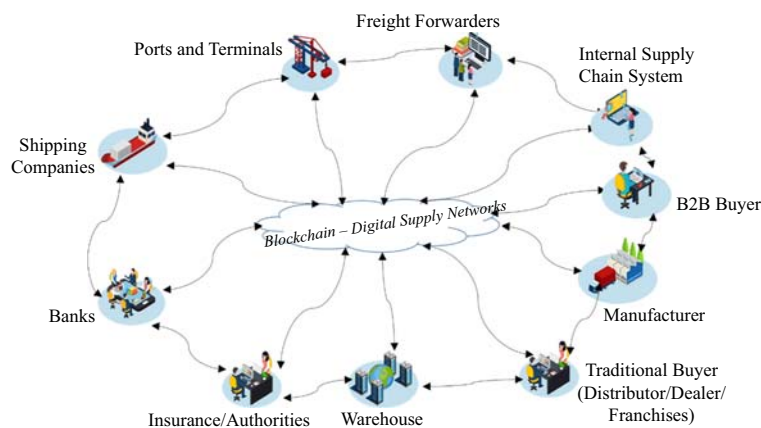 Freight Forwarders
Ports and Terminals
Internal Supply
Chain System
Shipping
Companies
B2B Buyer
Blockchain – Digital Supply Networks
Banks
Manufacturer
Traditional Buyer
(Distributor/Dealer/
Franchises)
Insurance/Authorities
Warehouse